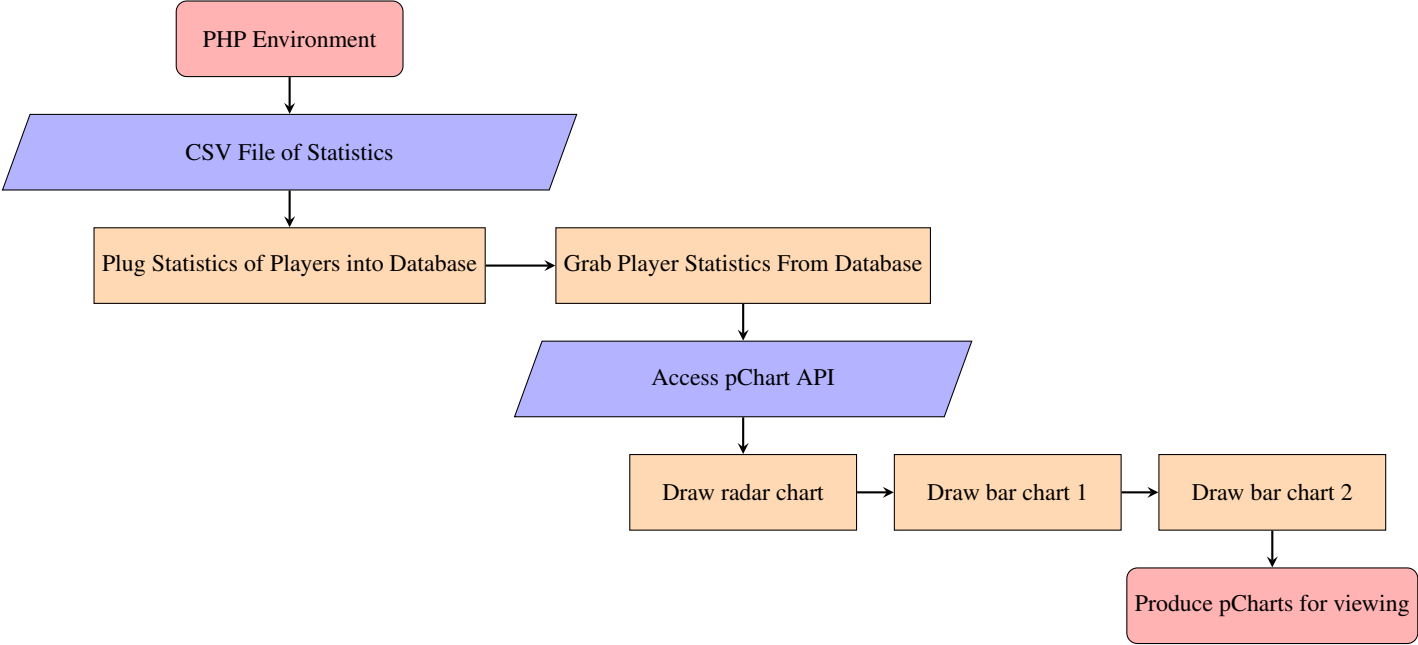 PHP Environment
CSV File of Statistics
Plug Statistics of Players into Database
Grab Player Statistics From Database
Access pChart API
Draw radar chart
Draw bar chart 1
Draw bar chart 2
Produce pCharts for viewing